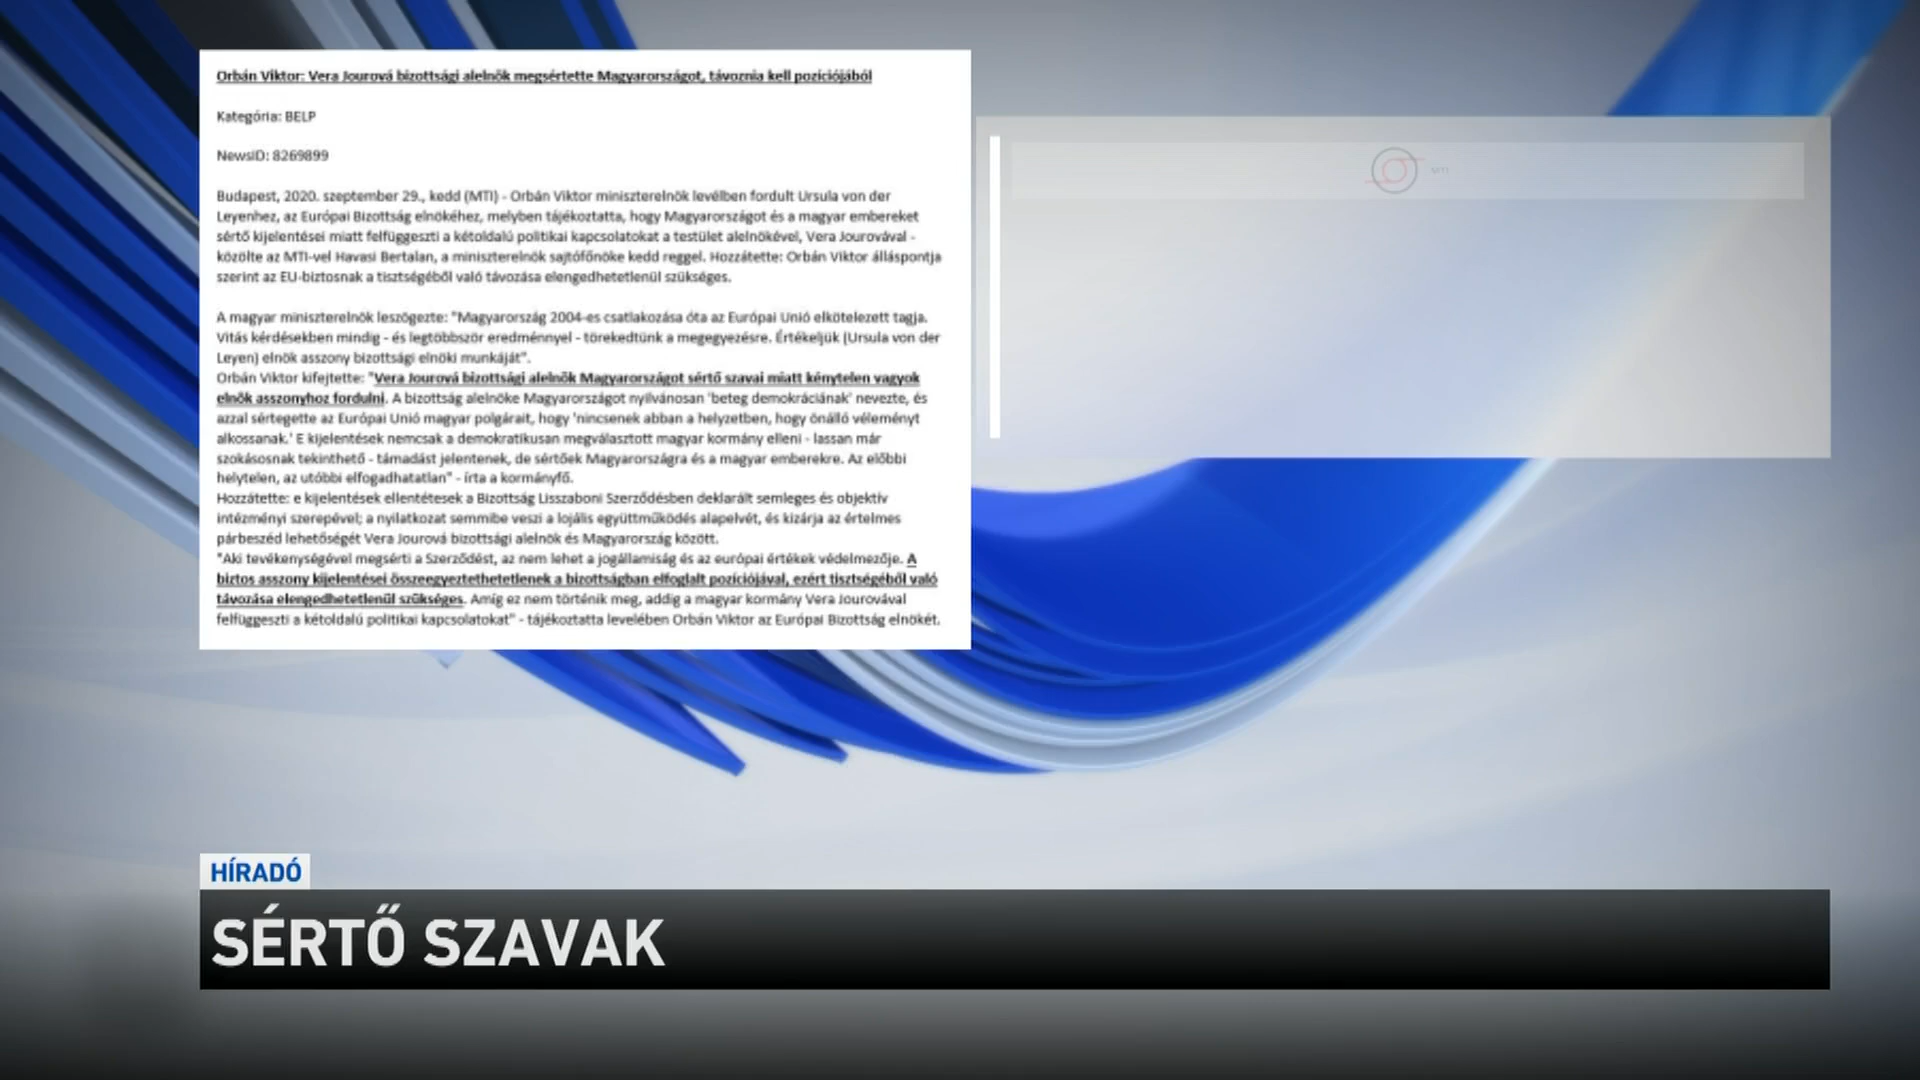 Orbán Viktor: Vera Jourová bizottsági alelnök megsértette Magyarországot, távoznia kell pozíciójából
Kategória: BELP
NewsID: 8269899
Budapest, 2020. szeptember 29., kedd (MTI) - Orbán Viktor miniszterelnök levélben fordult Ursula von der
Leyenhez, az Európai Bizottság elnökéhez, melyben tájékoztatta, hogy Magyarországot és a magyar embereket
sértő kijelentései miatt felfüggeszti a kétoldalú politikai kapcsolatokat a testület alelnökével, Vera Jourovával -
közölte az MTI-vel Havasi Bertalan, a miniszterelnök sajtófőnöke kedd reggel. Hozzátette: Orbán Viktor álláspontja
szerint az EU-biztosnak a tisztségéből való távozása elengedhetetlenül szükséges.
A magyar miniszterelnök leszögezte: "Magyarország 2004-es csatlakozása óta az Európai Unió elkötelezett tagja.
Vitás kérdésekben mindig - és legtöbbször eredménnyel - törekedtünk a megegyezésre. Értékeljük (Ursula von der
Leyen) elnök asszony bizottsági elnöki munkáját".
Orbán Viktor kifejtette: "Vera Jourová bizottsági alelnök Magyarországot sértő szavai miatt kénytelen vagyok
elnök asszonyhoz fordulni. A bizottság alelnöke Magyarországot nyilvánosan 'beteg demokráciának' nevezte, és
azzal sértegette az Európai Unió magyar polgárait, hogy 'nincsenek abban a helyzetben, hogy önálló véleményt
alkossanak.' E kijelentések nemcsak a demokratikusan megválasztott magyar kormány elleni - lassan már
szokásosnak tekinthető - támadást jelentenek, de sértőek Magyarországra és a magyar emberekre. Az előbbi
helytelen, az utóbbi elfogadhatatlan" - írta a kormányfő.
Hozzátette: e kijelentések ellentétesek a Bizottság Lisszaboni Szerződésben deklarált semleges és objektív
intézményi szerepével; a nyilatkozat semmibe veszi a lojális együttműködés alapelvét, és kizárja az értelmes
párbeszéd lehetőségét Vera Jourová bizottsági alelnök és Magyarország között.
"Aki tevékenységével megsérti a Szerződést, az nem lehet a jogállamiság és az európai értékek védelmezője. A
biztos asszony kijelentései összeegyeztethetetlenek a bizottságban elfoglalt pozíciójával, ezért tisztségéből való
távozása elengedhetetlenül szükséges. Amíg ez nem történik meg, addig a magyar kormány Vera Jourovával
felfüggeszti a kétoldalú politikai kapcsolatokat" - tájékoztatta levelében Orbán Viktor az Európai Bizottság elnökét.
MTI
HÍRADÓ
SÉRTŐ SZAVAK